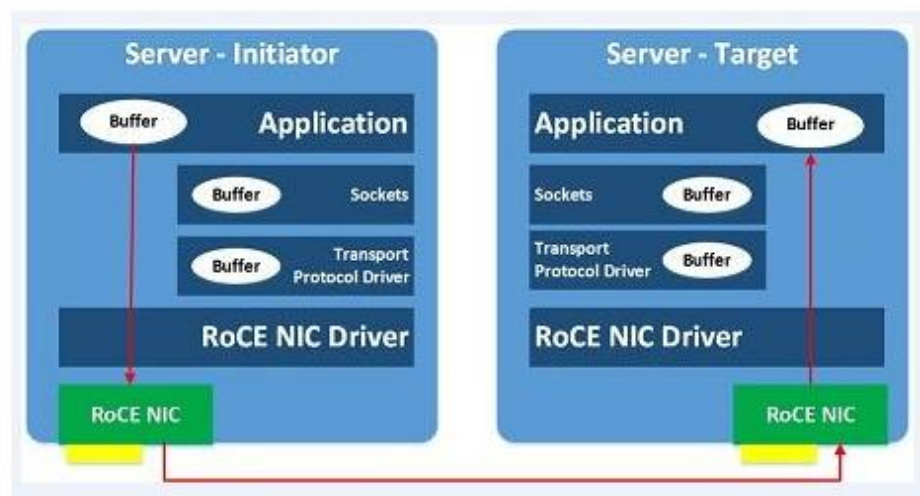 Server - Initiator
Buffer
Application
Buffer
Sockets
Buffer
Transport
Protocol Driver
RoCE NIC Driver
RoCE NIC
Server - Target
Application
Buffer
Sockets
Buffer
Transport
Protocol Driver
Buffer
RoCE NIC Driver
RoCE NIC